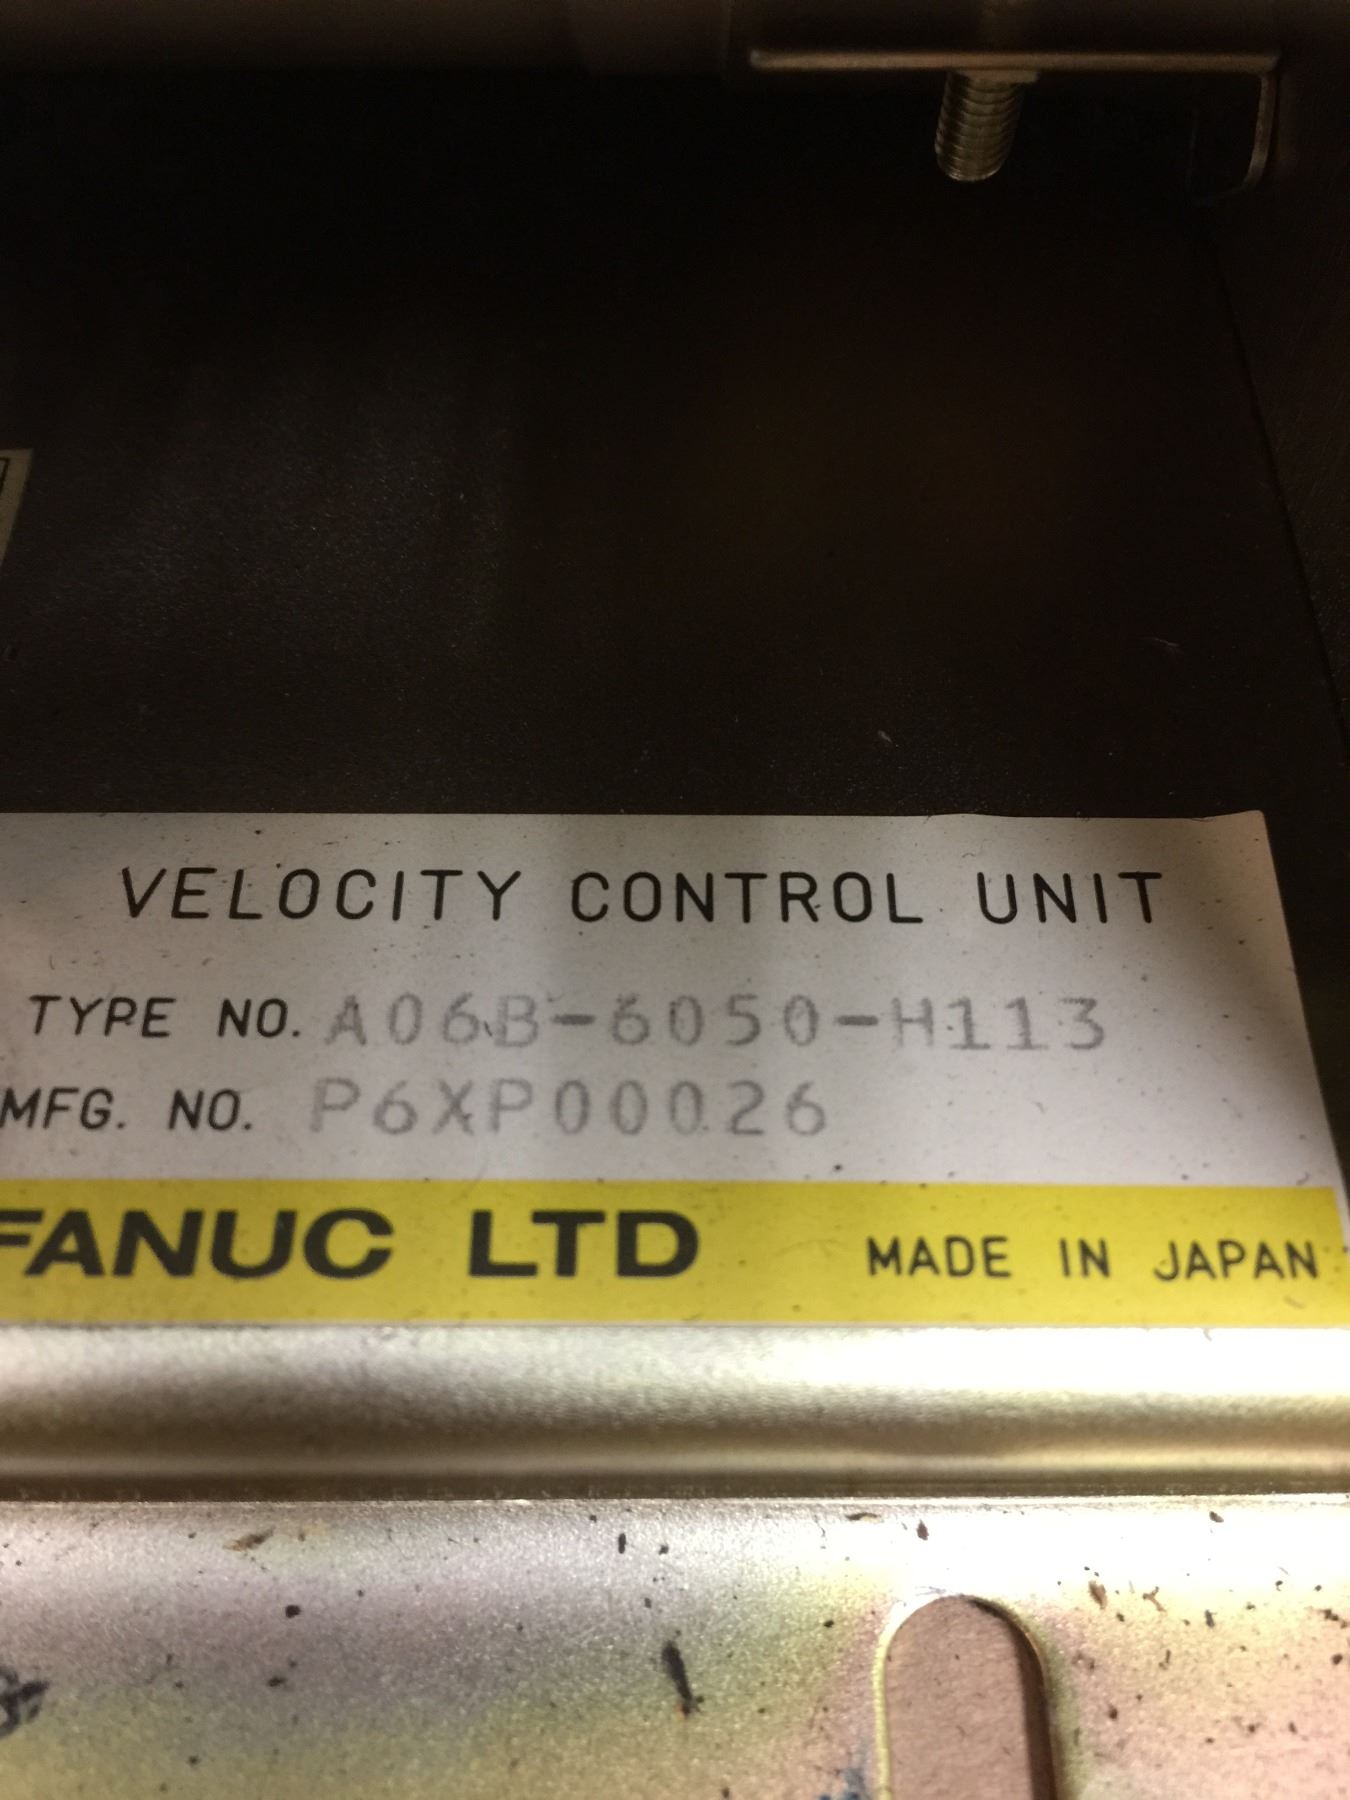 VELOCITY CONTROL UNIT
TYPE NO. A06B-6050-H113
MFG. NO. P6XP00026
FANUC LTD MADE IN JAPAN